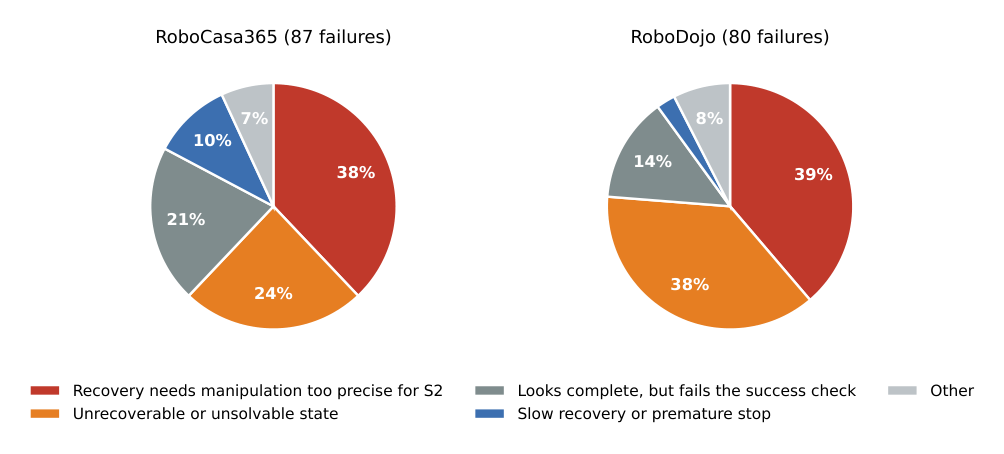 RoboCasa365 (87 failures)
38%
24%
21%
10%
7%
RoboDojo (80 failures)
39%
38%
14%
8%
Recovery needs manipulation too precise for S2
Unrecoverable or unsolvable state
Looks complete, but fails the success check
Slow recovery or premature stop
Other